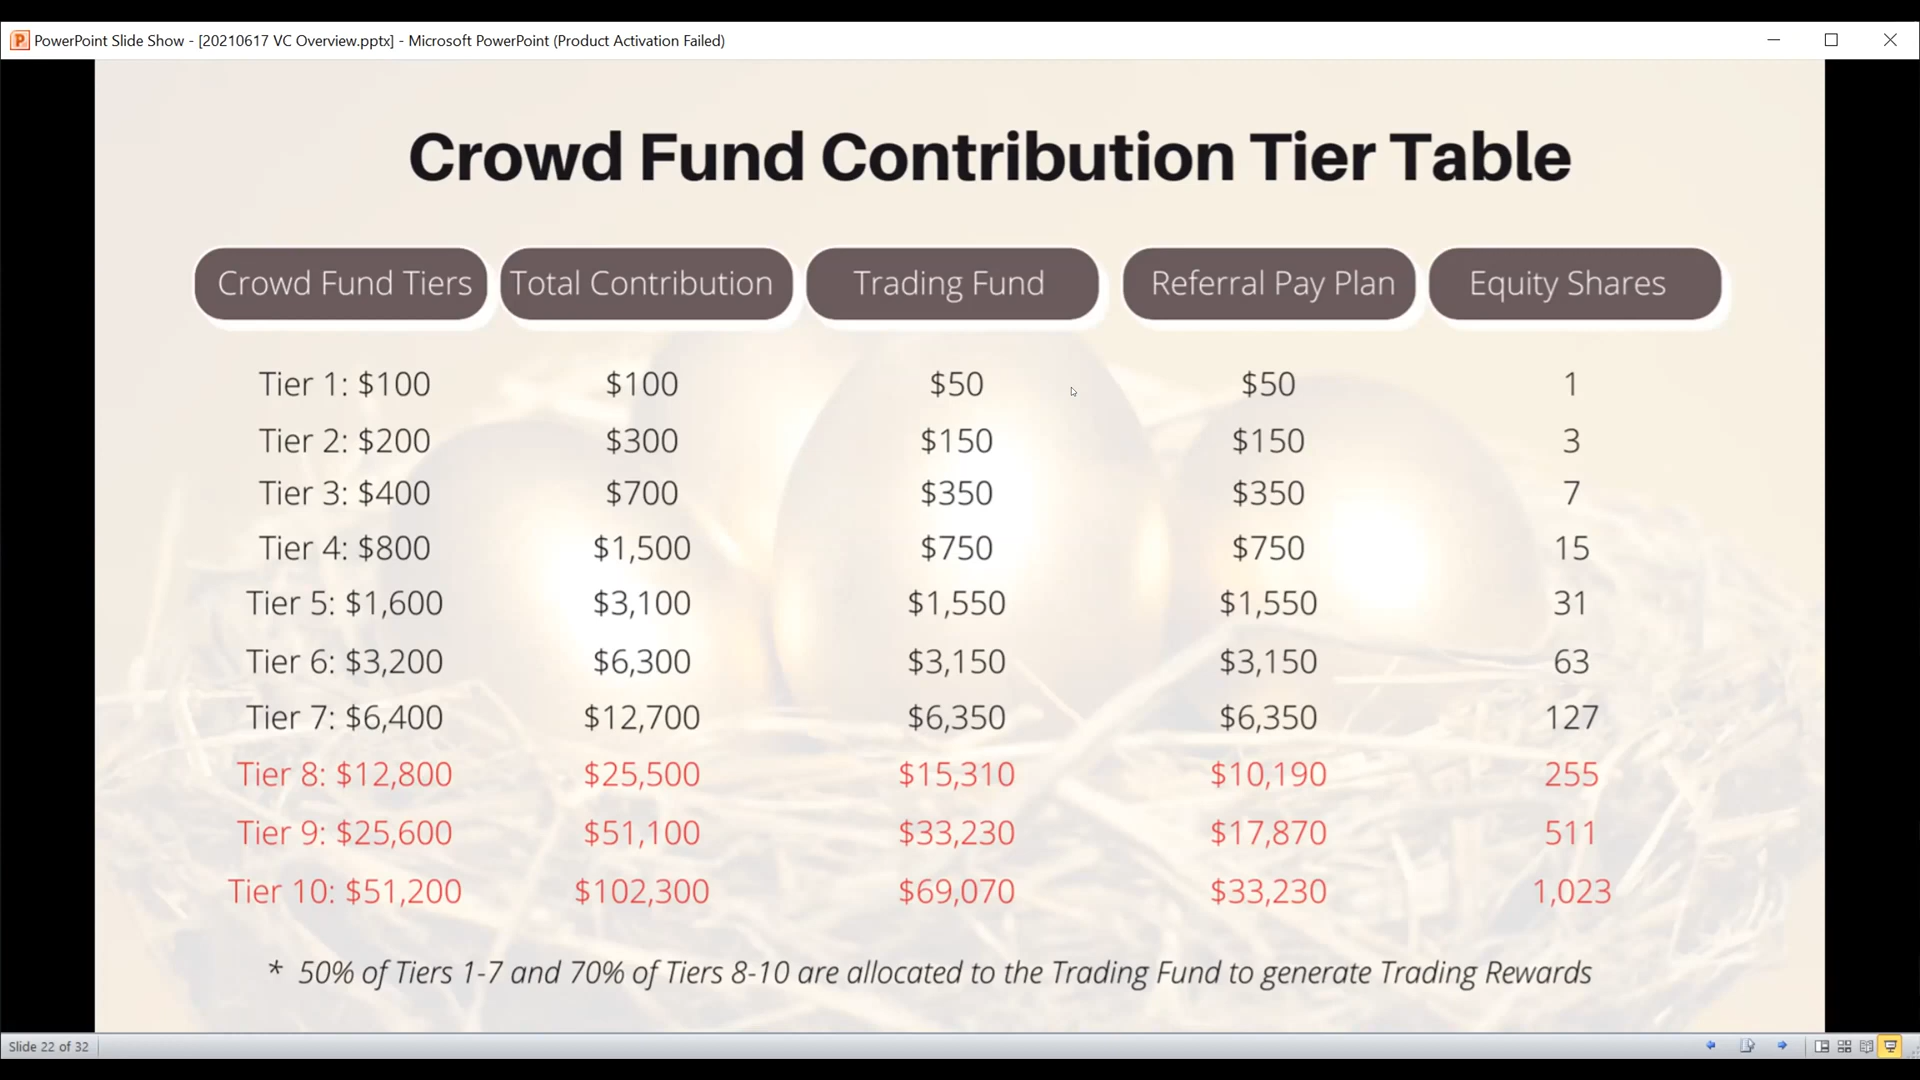 PowerPoint Slide Show - [20210617 VC Overview.pptx] - Microsoft PowerPoint (Product Activation Failed)
Crowd Fund Contribution Tier Table
Crowd Fund Tiers Total Contribution Trading Fund Referral Pay Plan Equity Shares
Tier 1: $100 $100 $50 $50 1
Tier 2: $200 $300 $150 $150 3
Tier 3: $400 $700 $350 $350 7
Tier 4: $800 $1,500 $750 $750 15
Tier 5: $1,600 $3,100 $1,550 $1,550 31
Tier 6: $3,200 $6,300 $3,150 $3,150 63
Tier 7: $6,400 $12,700 $6,350 $6,350 127
Tier 8: $12,800 $25,500 $15,310 $10,190 255
Tier 9: $25,600 $51,100 $33,230 $17,870 511
Tier 10: $51,200 $102,300 $69,070 $33,230 1,023
* 50% of Tiers 1-7 and 70% of Tiers 8-10 are allocated to the Trading Fund to generate Trading Rewards
Slide 22 of 32